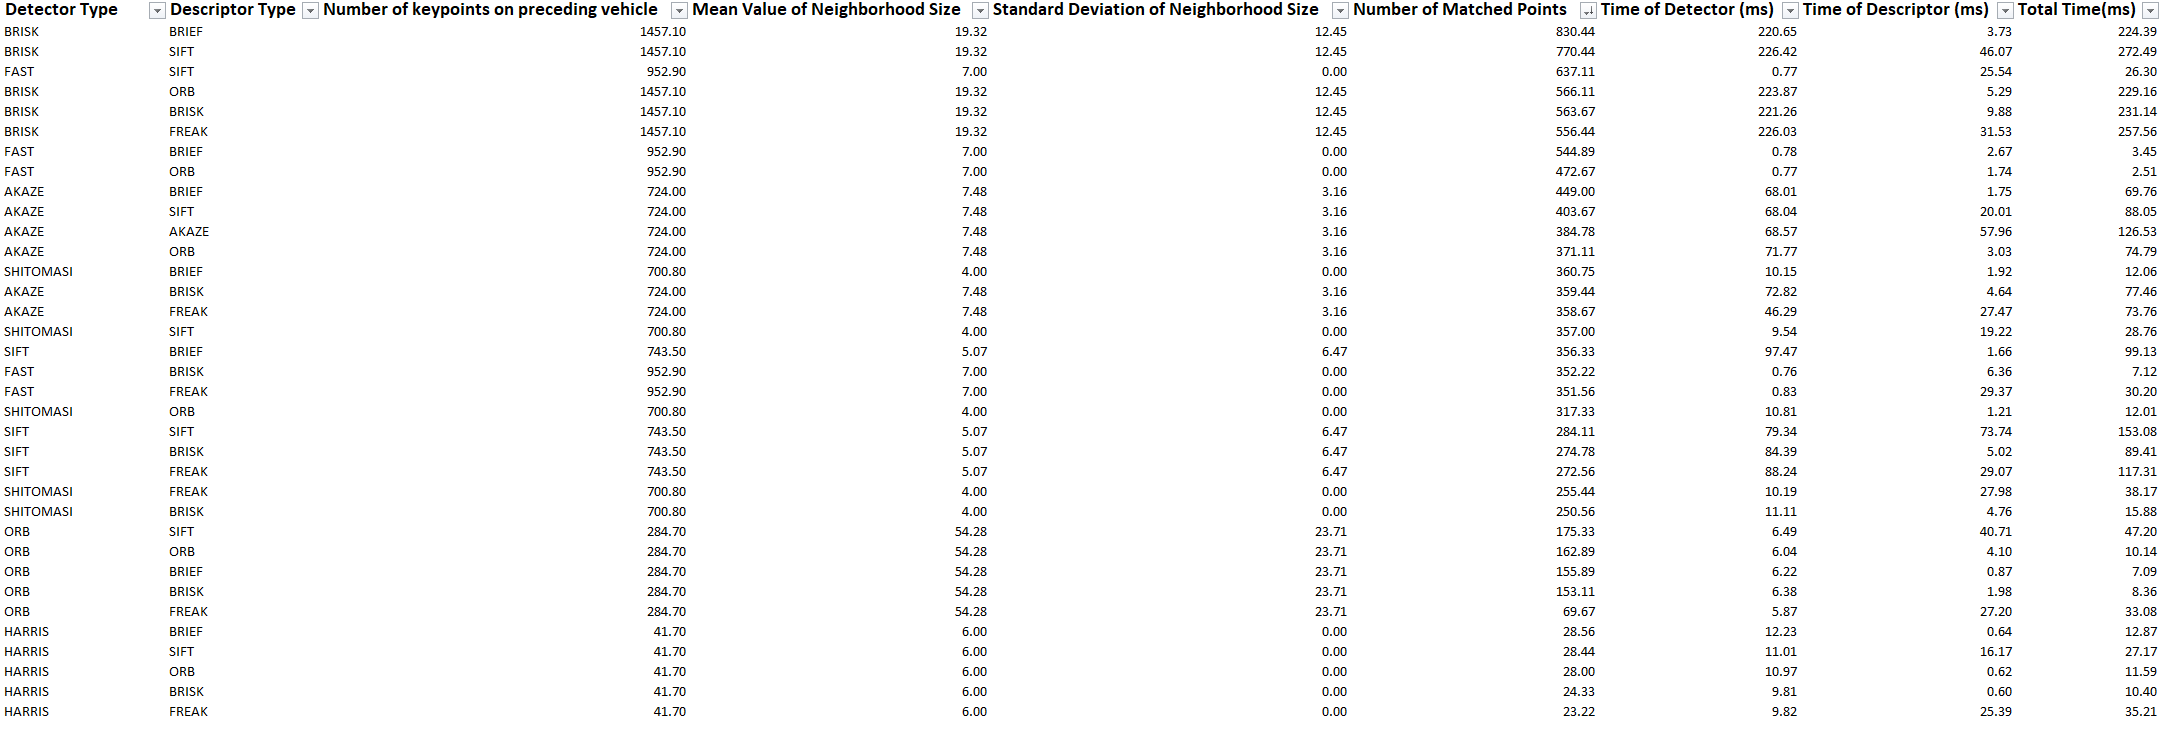 Detector Type Descriptor Type Number of keypoints on preceding vehicle Mean Value of Neighborhood Size Standard Deviation of Neighborhood Size Number of Matched Points Time of Detector (ms) Time of Descriptor (ms) Total Time(ms)
BRISK BRIEF 1457.10 19.32 12.45 830.44 220.65 3.73 224.39
BRISK SIFT 1457.10 19.32 12.45 770.44 226.42 46.07 272.49
FAST SIFT 952.90 7.00 0.00 637.11 0.77 25.54 26.30
BRISK ORB 1457.10 19.32 12.45 566.11 223.87 5.29 229.16
BRISK BRISK 1457.10 19.32 12.45 563.67 221.26 9.88 231.14
BRISK FREAK 1457.10 19.32 12.45 556.44 226.03 31.53 257.56
FAST BRIEF 952.90 7.00 0.00 544.89 0.78 2.67 3.45
FAST ORB 952.90 7.00 0.00 472.67 0.77 1.74 2.51
AKAZE BRIEF 724.00 7.48 3.16 449.00 68.01 1.75 69.76
AKAZE SIFT 724.00 7.48 3.16 403.67 68.04 20.01 88.05
AKAZE AKAZE 724.00 7.48 3.16 384.78 68.57 57.96 126.53
AKAZE ORB 724.00 7.48 3.16 371.11 71.77 3.03 74.79
SHITOMASI BRIEF 700.80 4.00 0.00 360.75 10.15 1.92 12.06
AKAZE BRISK 724.00 7.48 3.16 359.44 72.82 4.64 77.46
AKAZE FREAK 724.00 7.48 3.16 358.67 46.29 27.47 73.76
SHITOMASI SIFT 700.80 4.00 0.00 357.00 9.54 19.22 28.76
SIFT BRIEF 743.50 5.07 6.47 356.33 97.47 1.66 99.13
FAST BRISK 952.90 7.00 0.00 352.22 0.76 6.36 7.12
FAST FREAK 952.90 7.00 0.00 351.56 0.83 29.37 30.20
SHITOMASI ORB 700.80 4.00 0.00 317.33 10.81 1.21 12.01
SIFT SIFT 743.50 5.07 6.47 284.11 79.34 73.74 153.08
SIFT BRISK 743.50 5.07 6.47 274.78 84.39 5.02 89.41
SIFT FREAK 743.50 5.07 6.47 272.56 88.24 29.07 117.31
SHITOMASI FREAK 700.80 4.00 0.00 255.44 10.19 27.98 38.17
SHITOMASI BRISK 700.80 4.00 0.00 250.56 11.11 4.76 15.88
ORB SIFT 284.70 54.28 23.71 175.33 6.49 40.71 47.20
ORB ORB 284.70 54.28 23.71 162.89 6.04 4.10 10.14
ORB BRIEF 284.70 54.28 23.71 155.89 6.22 0.87 7.09
ORB BRISK 284.70 54.28 23.71 153.11 6.38 1.98 8.36
ORB FREAK 284.70 54.28 23.71 69.67 5.87 27.20 33.08
HARRIS BRIEF 41.70 6.00 0.00 28.56 12.23 0.64 12.87
HARRIS SIFT 41.70 6.00 0.00 28.44 11.01 16.17 27.17
HARRIS ORB 41.70 6.00 0.00 28.00 10.97 0.62 11.59
HARRIS BRISK 41.70 6.00 0.00 24.33 9.81 0.60 10.40
HARRIS FREAK 41.70 6.00 0.00 23.22 9.82 25.39 35.21